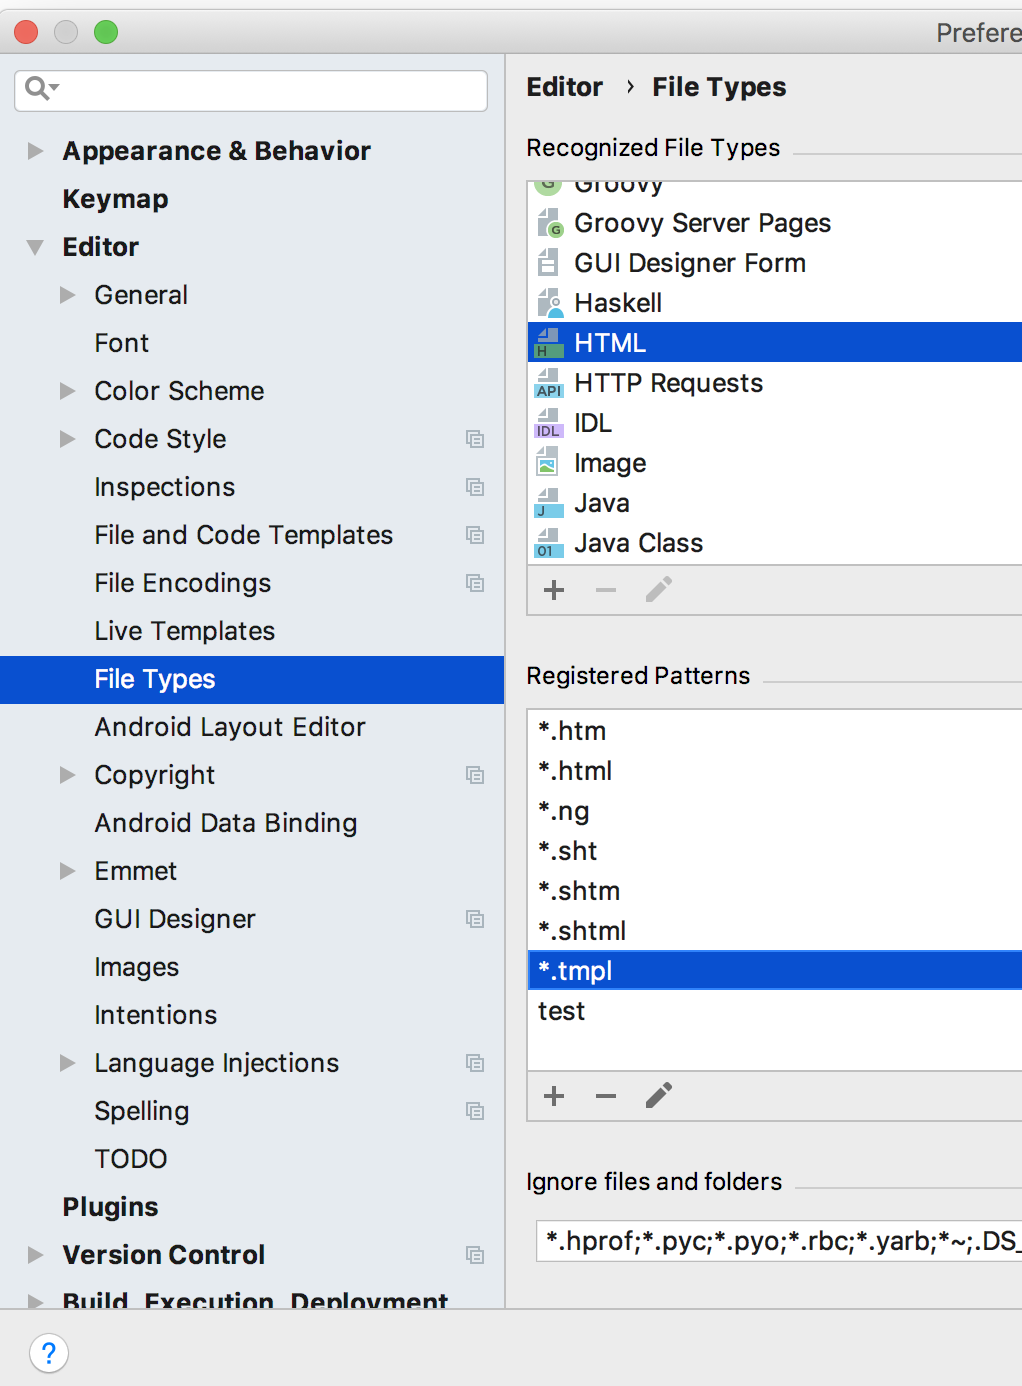 Prefere
Appearance & Behavior
Keymap
Editor
General
Font
Color Scheme
Code Style
Inspections
File and Code Templates
File Encodings
Live Templates
File Types
Android Layout Editor
Copyright
Android Data Binding
Emmet
GUI Designer
Images
Intentions
Language Injections
Spelling
TODO
Plugins
Version Control
Build, Execution, Deployment
?
Editor › File Types
Recognized File Types
G Groovy
G Groovy Server Pages
GUI Designer Form
Haskell
H HTML
API HTTP Requests
IDL IDL
Image
J Java
01 Java Class
Registered Patterns
*.htm
*.html
*.ng
*.sht
*.shtm
*.shtml
*.tmpl
test
Ignore files and folders
*.hprof;*.pyc;*.pyo;*.rbc;*.yarb;*~;.DS_